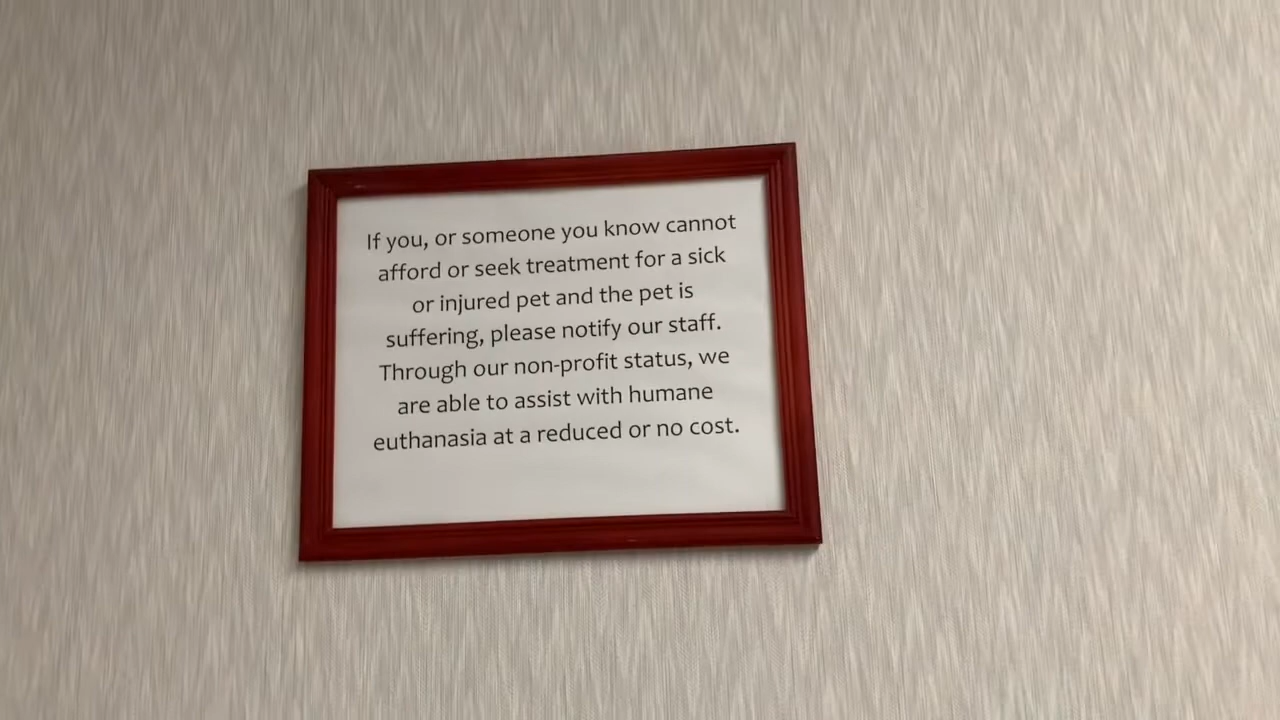 If you, or someone you know cannot
afford or seek treatment for a sick
or injured pet and the pet is
suffering, please notify our staff.
Through our non-profit status, we
are able to assist with humane
euthanasia at a reduced or no cost.